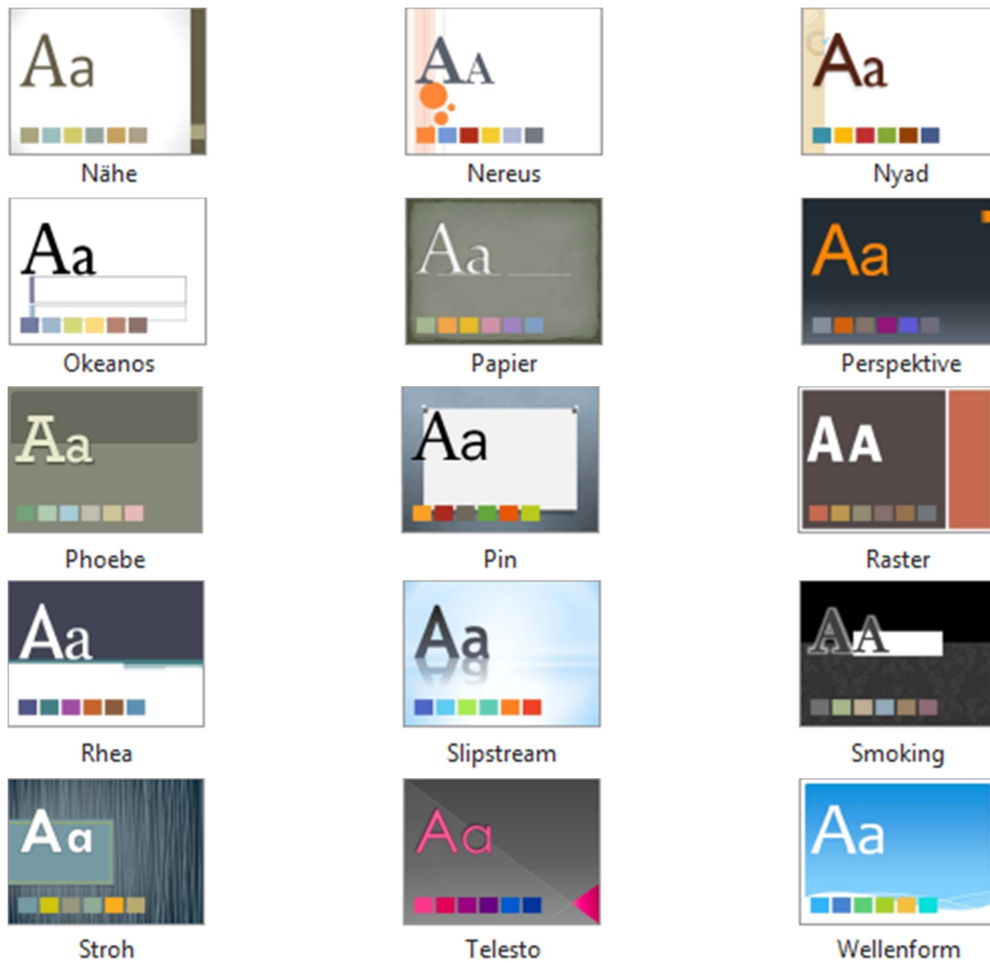 Aa Aa Aa
Nähe Nereus Nyad
Aa Aa Aa
Okeanos Papier Perspektive
Aa Aa Aa
Phoebe Pin Raster
Aa Aa Aa
Rhea Slipstream Smoking
Aa Aa Aa
Stroh Telesto Wellenform